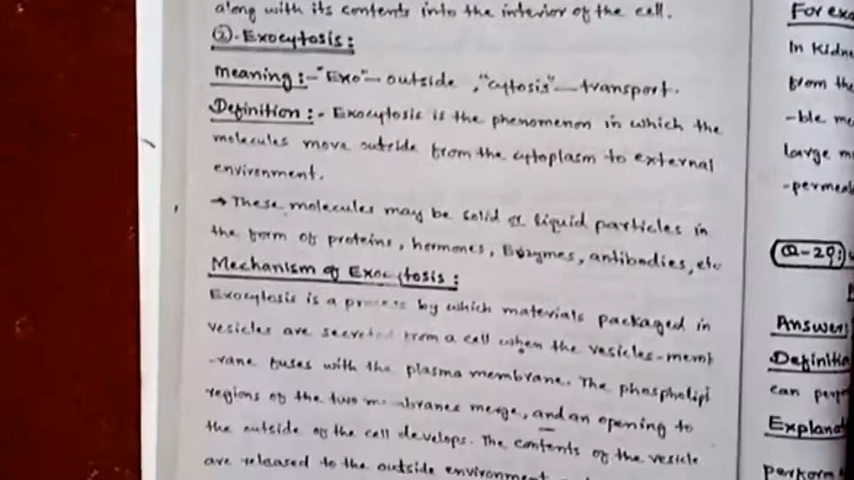 along with its contents into the interior of the cell.
②. Exocytosis:
Meaning:- "Exo" - outside, "cytosis" - transport.
Definition:- Exocytosis is the phenomenon in which the
molecules move outside from the cytoplasm to external
environment.
→ These molecules may be solid or liquid particles in
the form of proteins, hormones, Enzymes, antibodies, etc
Mechanism of Exocytosis:
Exocytosis is a process by which materials packaged in
vesicles are secreted from a cell when the vesicles-memb
-rane fuses with the plasma membrane. The phospholipi
regions of the two membranes merge, and an opening to
the outside of the cell develops. The contents of the vesicle
are released to the outside environment
For exa
In Kidne
from the
-ble me
large m
-permeab
Q-29:
Answer:
Definitio
can perf
Explanat
perform